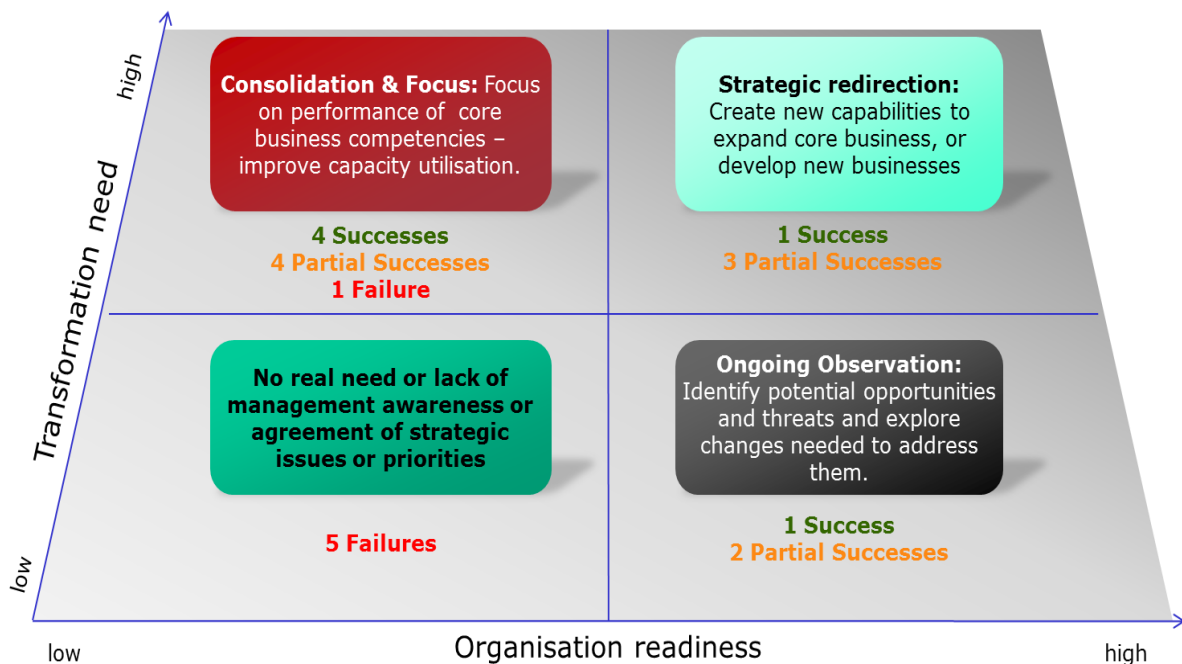 high
Consolidation & Focus: Focus
on performance of core
business competencies –
improve capacity utilisation.
4 Successes
4 Partial Successes
1 Failure
Strategic redirection:
Create new capabilities to
expand core business, or
develop new businesses
1 Success
3 Partial Successes
Transformation need
No real need or lack of
management awareness or
agreement of strategic
issues or priorities
5 Failures
Ongoing Observation:
Identify potential opportunities
and threats and explore
changes needed to address
them.
1 Success
2 Partial Successes
low
low
Organisation readiness
high